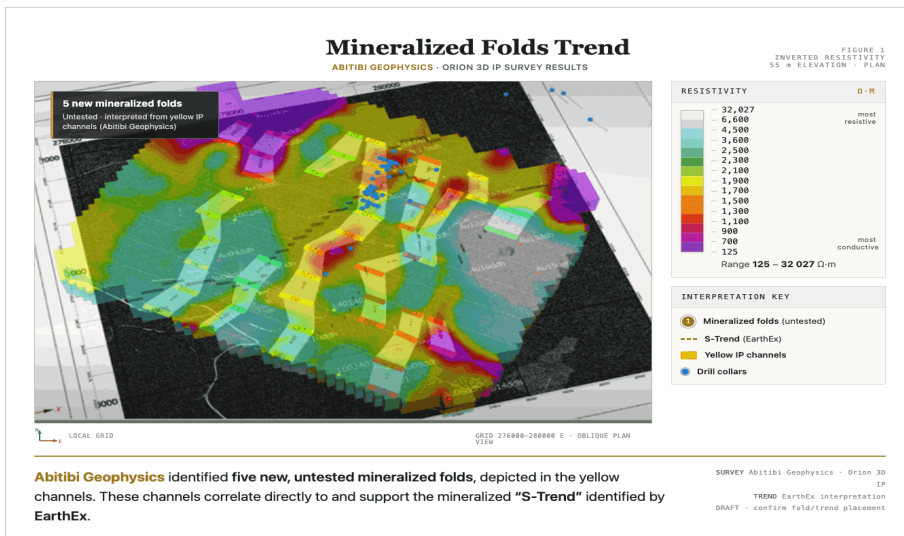 Mineralized Folds Trend
ABITIBI GEOPHYSICS · ORION 3D IP SURVEY RESULTS
FIGURE 1
INVERTED RESISTIVITY
55 m ELEVATION · PLAN
5 new mineralized folds
Untested · interpreted from yellow IP
channels (Abitibi Geophysics)
276000
X
LOCAL GRID
GRID 276000–280000 E · OBLIQUE PLAN
VIEW
RESISTIVITY Ω·M
32,027
6,600
4,500
3,600
2,500
2,300
2,100
1,900
1,700
1,500
1,300
1,100
900
700
125
most
resistive
most
conductive
Range 125 – 32 027 Ω·m
INTERPRETATION KEY
1 Mineralized folds (untested)
S-Trend (EarthEx)
Yellow IP channels
Drill collars
Abitibi Geophysics identified five new, untested mineralized folds, depicted in the yellow
channels. These channels correlate directly to and support the mineralized “S-Trend” identified by
EarthEx.
SURVEY Abitibi Geophysics · Orion 3D
IP
TREND EarthEx interpretation
DRAFT · confirm fold/trend placement